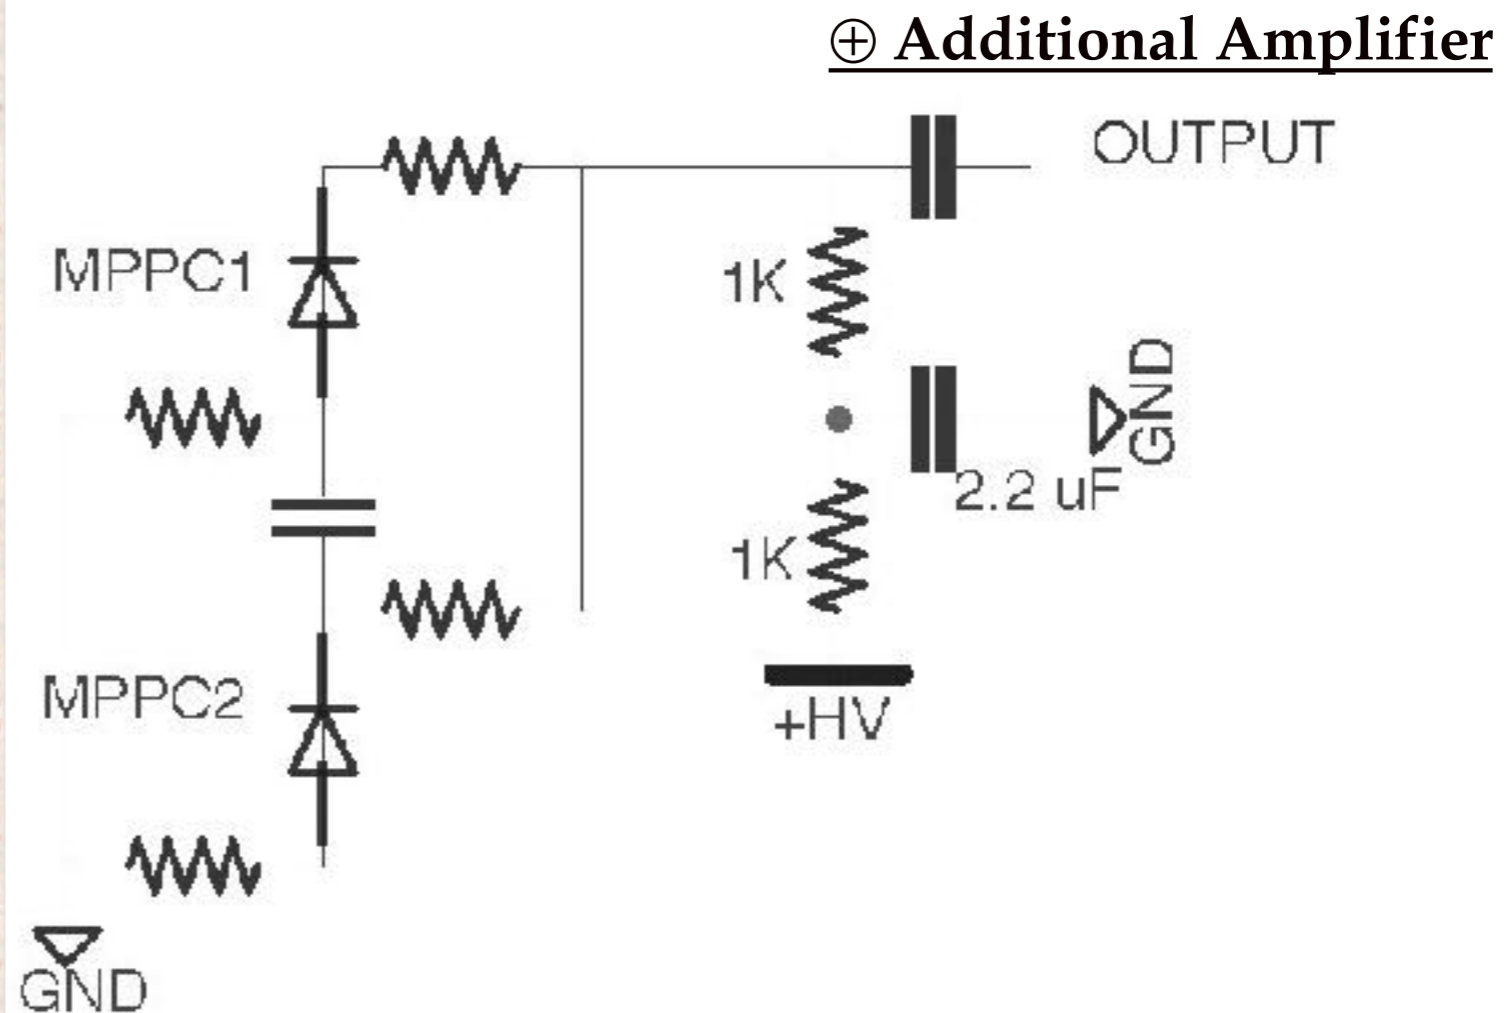 ⊕ Additional Amplifier
OUTPUT
MPPC1
1K
GND
2.2 uF
1K
MPPC2
+HV
GND